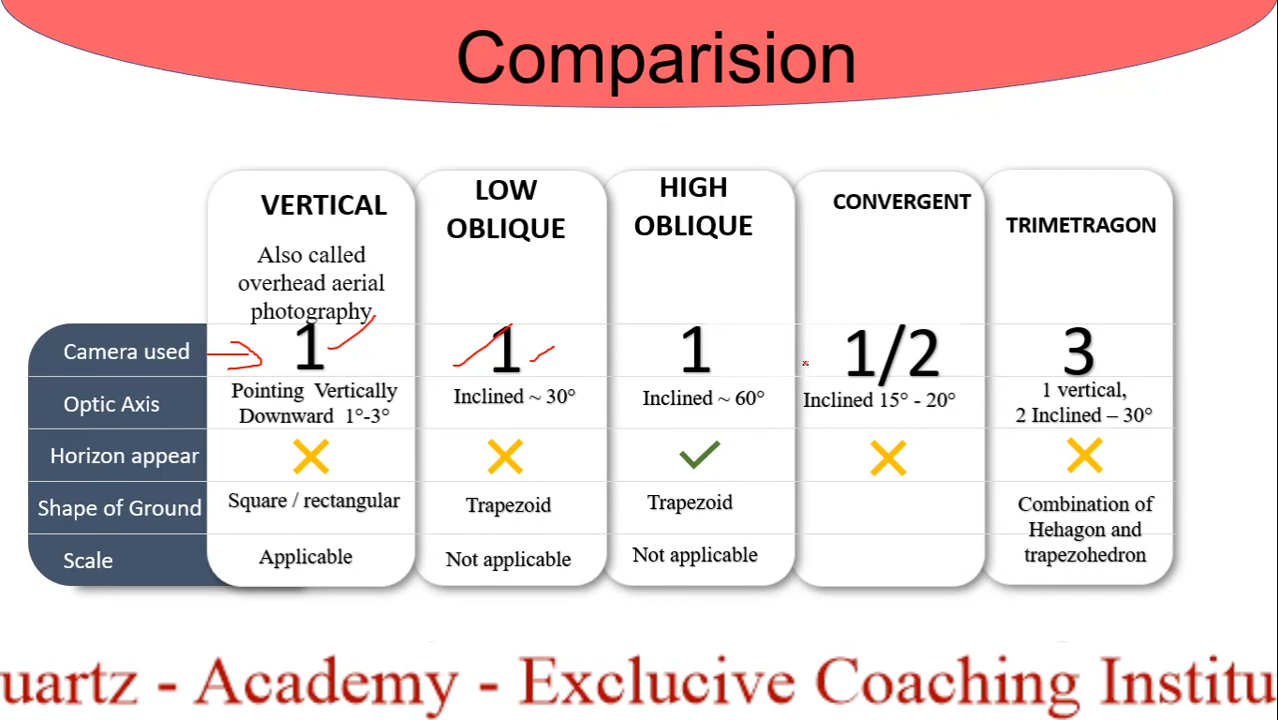 Comparision
VERTICAL
Also called
overhead aerial
photography
LOW
OBLIQUE
HIGH
OBLIQUE
CONVERGENT
TRIMETRAGON
Camera used
1
1
1
1/2
3
Optic Axis
Pointing Vertically
Downward 1°-3°
Inclined ~ 30°
Inclined ~ 60°
Inclined 15° - 20°
1 vertical,
2 Inclined – 30°
Horizon appear
Shape of Ground
Square / rectangular
Trapezoid
Trapezoid
Combination of
Hehagon and
trapezohedron
Scale
Applicable
Not applicable
Not applicable
uartz - Academy - Exclucive Coaching Institu